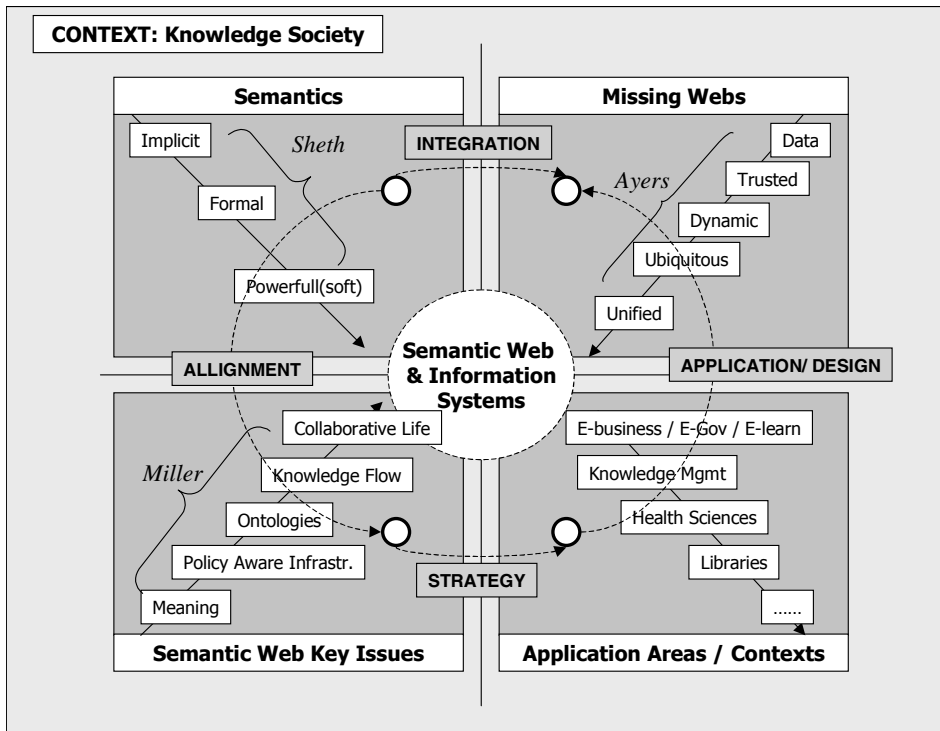 CONTEXT: Knowledge Society
Semantics
Implicit
Sheth
Formal
Powerfull(soft)
INTEGRATION
Missing Webs
Data
Ayers
Trusted
Dynamic
Ubiquitous
Unified
ALLIGNMENT
Semantic Web
& Information
Systems
APPLICATION/ DESIGN
Collaborative Life
Miller
Knowledge Flow
Ontologies
Policy Aware Infrastr.
Meaning
Semantic Web Key Issues
STRATEGY
E-business / E-Gov / E-learn
Knowledge Mgmt
Health Sciences
Libraries
......
Application Areas / Contexts